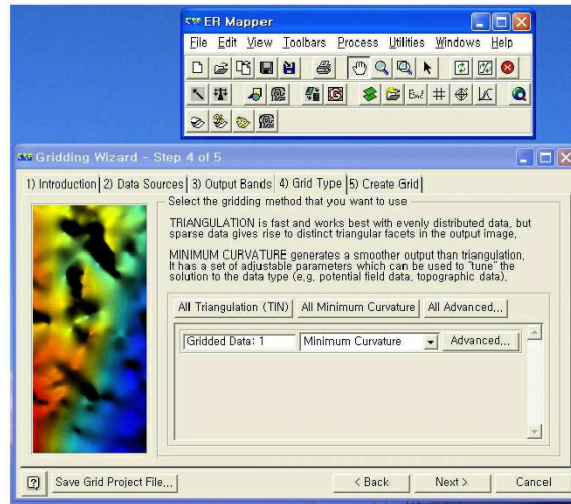 ER Mapper
File Edit View Toolbars Process Utilities Windows Help
Gridding Wizard - Step 4 of 5
1) Introduction 2) Data Sources 3) Output Bands 4) Grid Type 5) Create Grid
Select the gridding method that you want to use
TRIANGULATION is fast and works best with evenly distributed data, but
sparse data gives rise to distinct triangular facets in the output image.
MINIMUM CURVATURE generates a smoother output than triangulation.
It has a set of adjustable parameters which can be used to "tune" the
solution to the data type (e.g. potential field data, topographic data).
All Triangulation (TIN) All Minimum Curvature All Advanced...
Gridded Data: 1 Minimum Curvature Advanced...
Save Grid Project File... < Back Next > Cancel